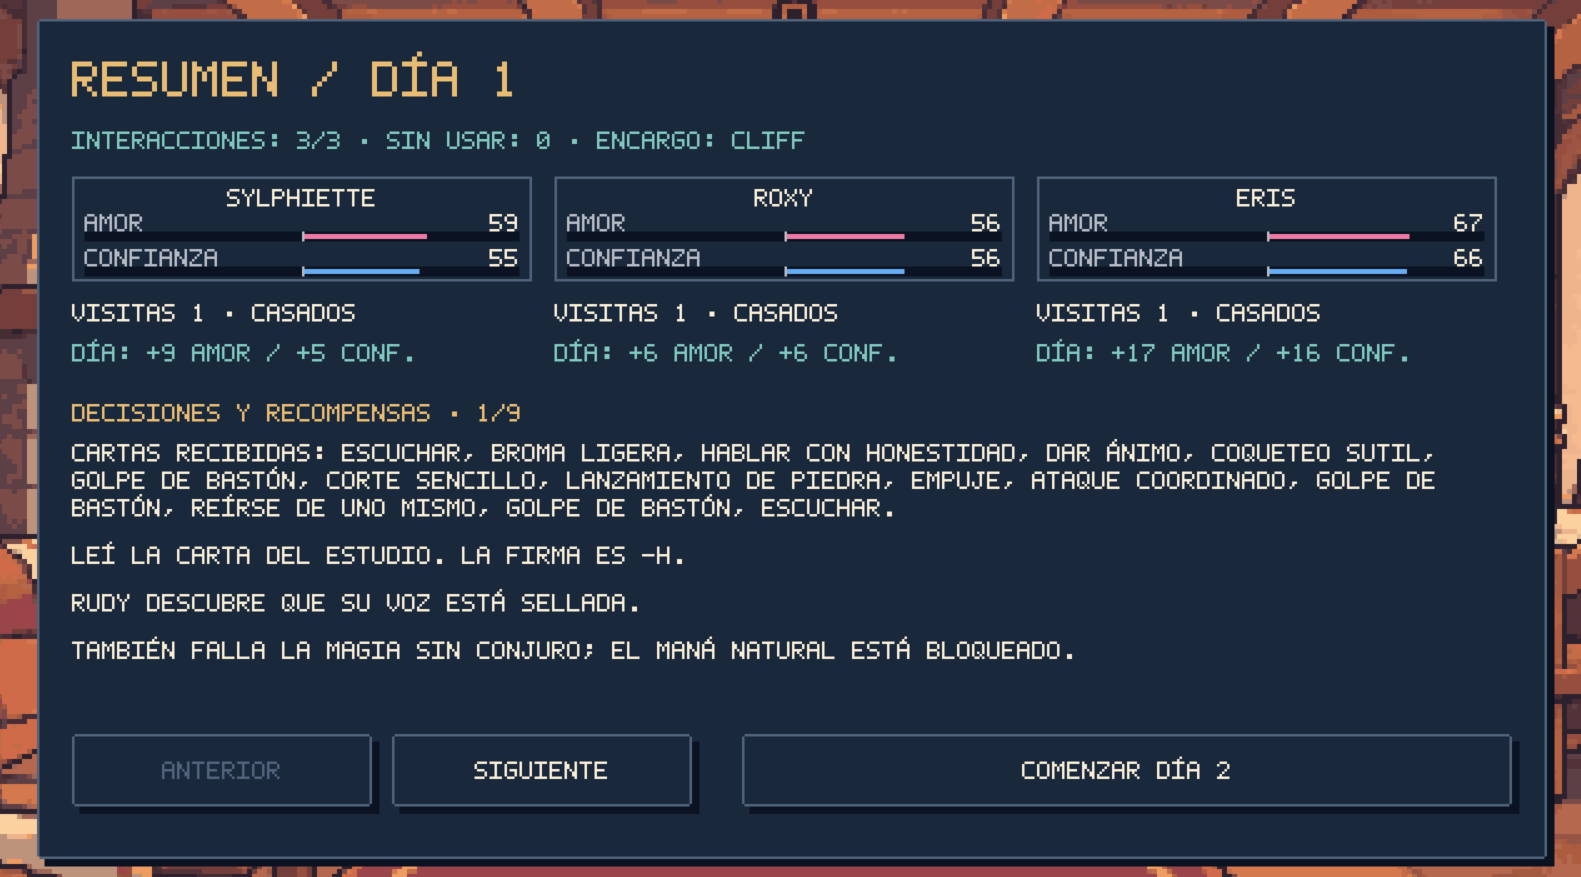 RESUMEN / DÍA 1
INTERACCIONES: 3/3 · SIN USAR: 0 · ENCARGO: CLIFF
SYLPHIETTE
AMOR 59
CONFIANZA 55
VISITAS 1 · CASADOS
DÍA: +9 AMOR / +5 CONF.
ROXY
AMOR 56
CONFIANZA 56
VISITAS 1 · CASADOS
DÍA: +6 AMOR / +6 CONF.
ERIS
AMOR 67
CONFIANZA 66
VISITAS 1 · CASADOS
DÍA: +17 AMOR / +16 CONF.
DECISIONES Y RECOMPENSAS · 1/9
CARTAS RECIBIDAS: ESCUCHAR, BROMA LIGERA, HABLAR CON HONESTIDAD, DAR ÁNIMO, COQUETEO SUTIL,
GOLPE DE BASTÓN, CORTE SENCILLO, LANZAMIENTO DE PIEDRA, EMPUJE, ATAQUE COORDINADO, GOLPE DE
BASTÓN, REÍRSE DE UNO MISMO, GOLPE DE BASTÓN, ESCUCHAR.
LEÍ LA CARTA DEL ESTUDIO. LA FIRMA ES -H.
RUDY DESCUBRE QUE SU VOZ ESTÁ SELLADA.
TAMBIÉN FALLA LA MAGIA SIN CONJURO; EL MANÁ NATURAL ESTÁ BLOQUEADO.
ANTERIOR
SIGUIENTE
COMENZAR DÍA 2